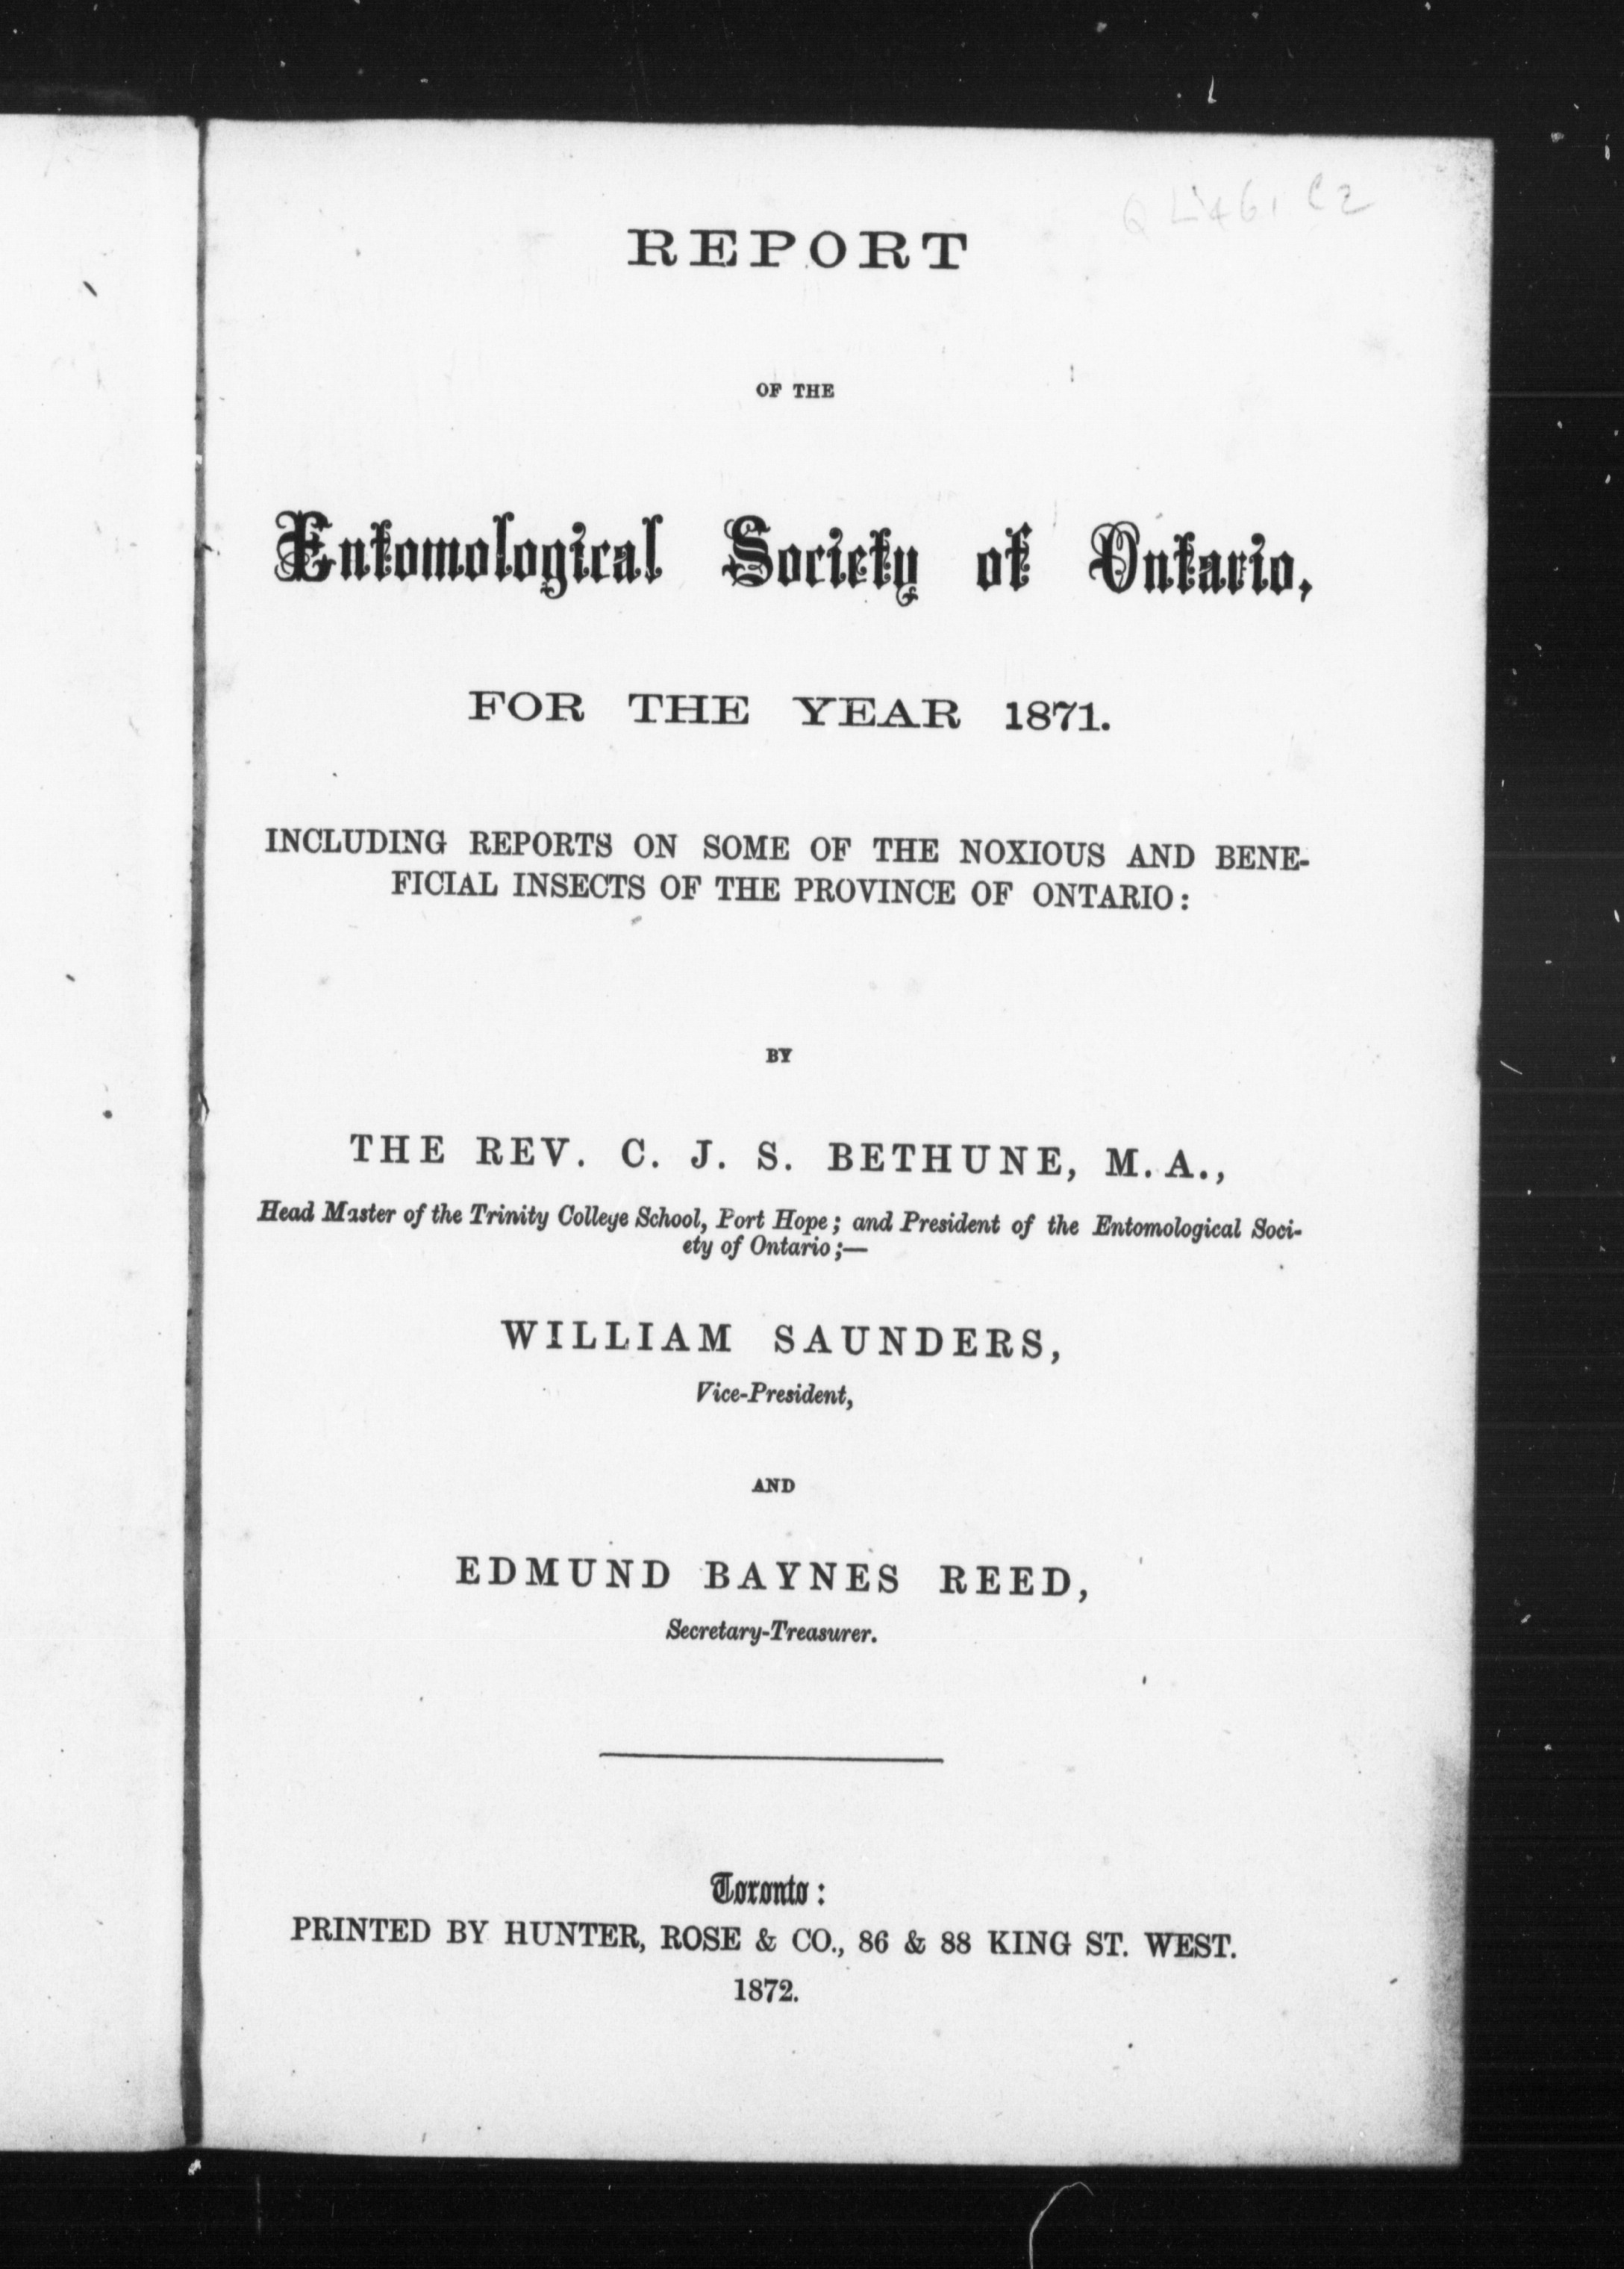 REPORT
OF THE
Entomological Society of Ontario,
FOR THE YEAR 1871.
INCLUDING REPORTS ON SOME OF THE NOXIOUS AND BENE-
FICIAL INSECTS OF THE PROVINCE OF ONTARIO:
BY
THE REV. C. J. S. BETHUNE, M. A.,
Head Master of the Trinity College School, Port Hope; and President of the Entomological Soci-
ety of Ontario;—
WILLIAM SAUNDERS,
Vice-President,
AND
EDMUND BAYNES REED,
Secretary-Treasurer.
Toronto:
PRINTED BY HUNTER, ROSE & CO., 86 & 88 KING ST. WEST.
1872.